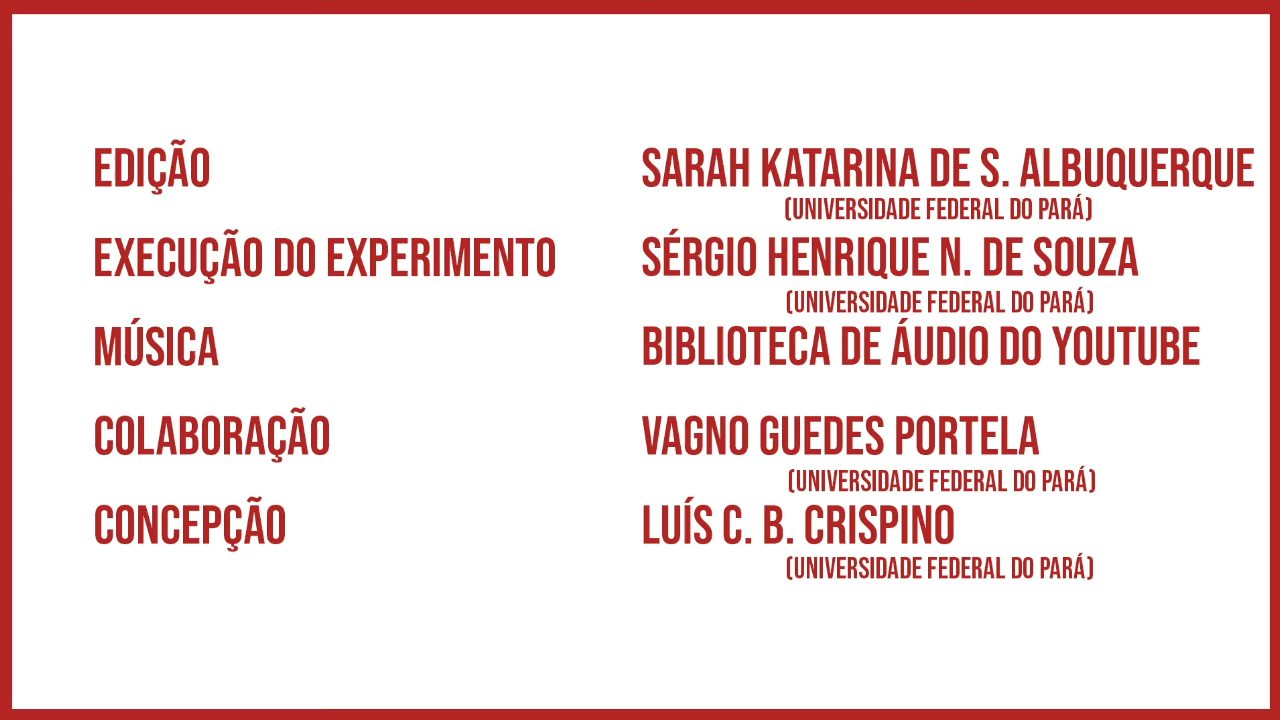 EDIÇÃO SARAH KATARINA DE S. ALBUQUERQUE
(UNIVERSIDADE FEDERAL DO PARÁ)
EXECUÇÃO DO EXPERIMENTO SÉRGIO HENRIQUE N. DE SOUZA
(UNIVERSIDADE FEDERAL DO PARÁ)
MÚSICA BIBLIOTECA DE ÁUDIO DO YOUTUBE
COLABORAÇÃO VAGNO GUEDES PORTELA
(UNIVERSIDADE FEDERAL DO PARÁ)
CONCEPÇÃO LUÍS C. B. CRISPINO
(UNIVERSIDADE FEDERAL DO PARÁ)